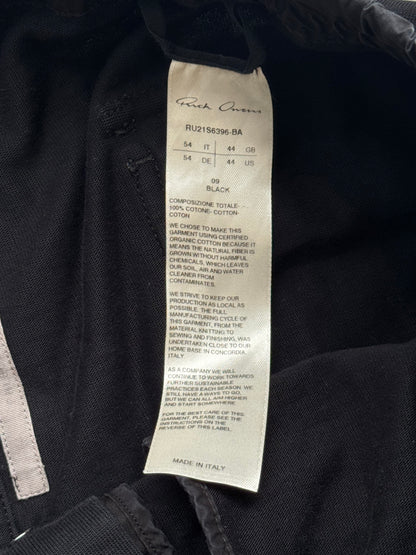 Rick Owens
RU21S6396-BA
54 IT 44 GB
54 DE 44 US
09
BLACK
COMPOSIZIONE TOTALE-
100% COTONE- COTTON-
COTON
WE CHOSE TO MAKE THIS
GARMENT USING CERTIFIED
ORGANIC COTTON BECAUSE IT
MEANS THE NATURAL FIBER IS
GROWN WITHOUT HARMFUL
CHEMICALS, WHICH LEAVES
OUR SOIL, AIR AND WATER
CLEANER FROM
CONTAMINATES.
WE STRIVE TO KEEP OUR
PRODUCTION AS LOCAL AS
POSSIBLE. THE FULL
MANUFACTURING CYCLE OF
THIS GARMENT, FROM THE
MATERIAL KNITTING TO
SEWING AND FINISHING, WAS
UNDERTAKEN CLOSE TO OUR
HOME BASE IN CONCORDIA,
ITALY
AS A COMPANY WE WILL
CONTINUE TO WORK TOWARDS
FURTHER SUSTAINABLE
PRACTICES EACH SEASON. WE
STILL HAVE A WAYS TO GO,
BUT WE CAN ALL AIM HIGHER
AND START SOMEWHERE.
FOR THE BEST CARE OF THIS
GARMENT, PLEASE SEE THE
INSTRUCTIONS ON THE
REVERSE OF THIS LABEL.
MADE IN ITALY